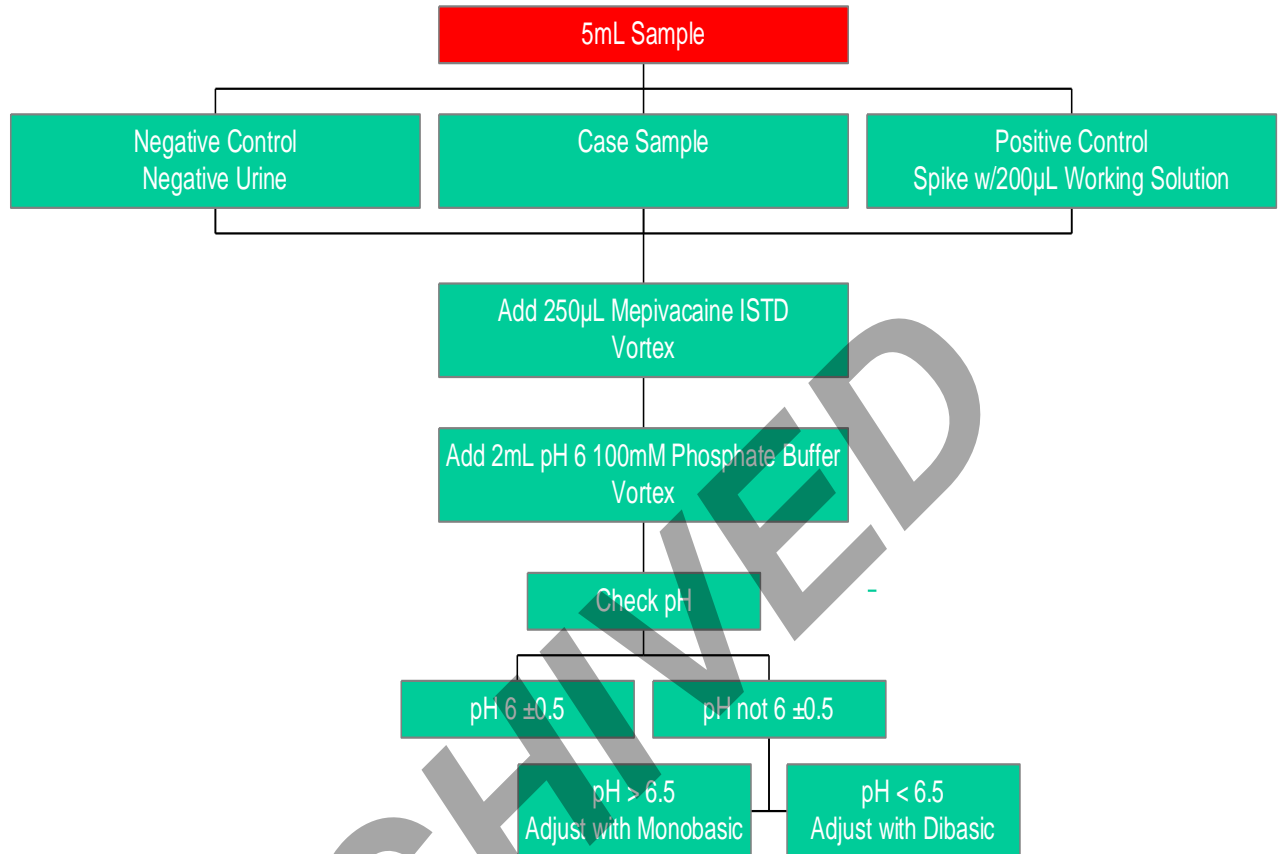 5mL Sample
Negative Control
Negative Urine
Case Sample
Positive Control
Spike w/200µL Working Solution
Add 250µL Mepivacaine ISTD
Vortex
Add 2mL pH 6 100mM Phosphate Buffer
Vortex
Check pH
pH 6 ±0.5
pH not 6 ±0.5
pH > 6.5
Adjust with Monobasic
pH < 6.5
Adjust with Dibasic
CHIVED